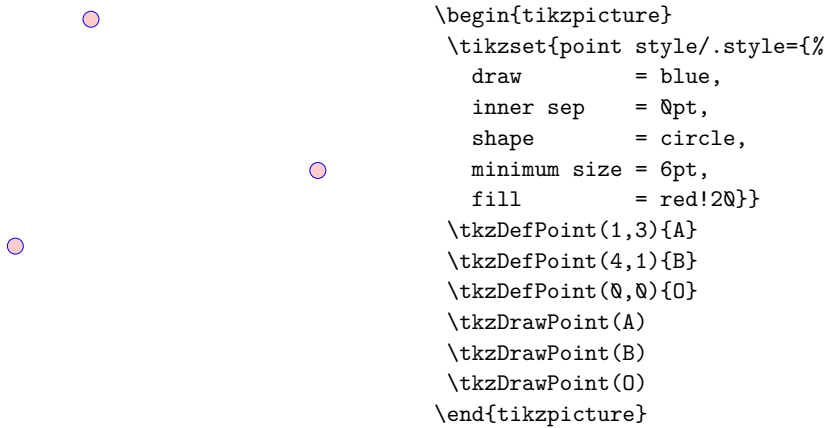 \begin{tikzpicture}
\tikzset{point style/.style={%
draw = blue,
inner sep = 0pt,
shape = circle,
minimum size = 6pt,
fill = red!20}}
\tkzDefPoint(1,3){A}
\tkzDefPoint(4,1){B}
\tkzDefPoint(0,0){O}
\tkzDrawPoint(A)
\tkzDrawPoint(B)
\tkzDrawPoint(O)
\end{tikzpicture}